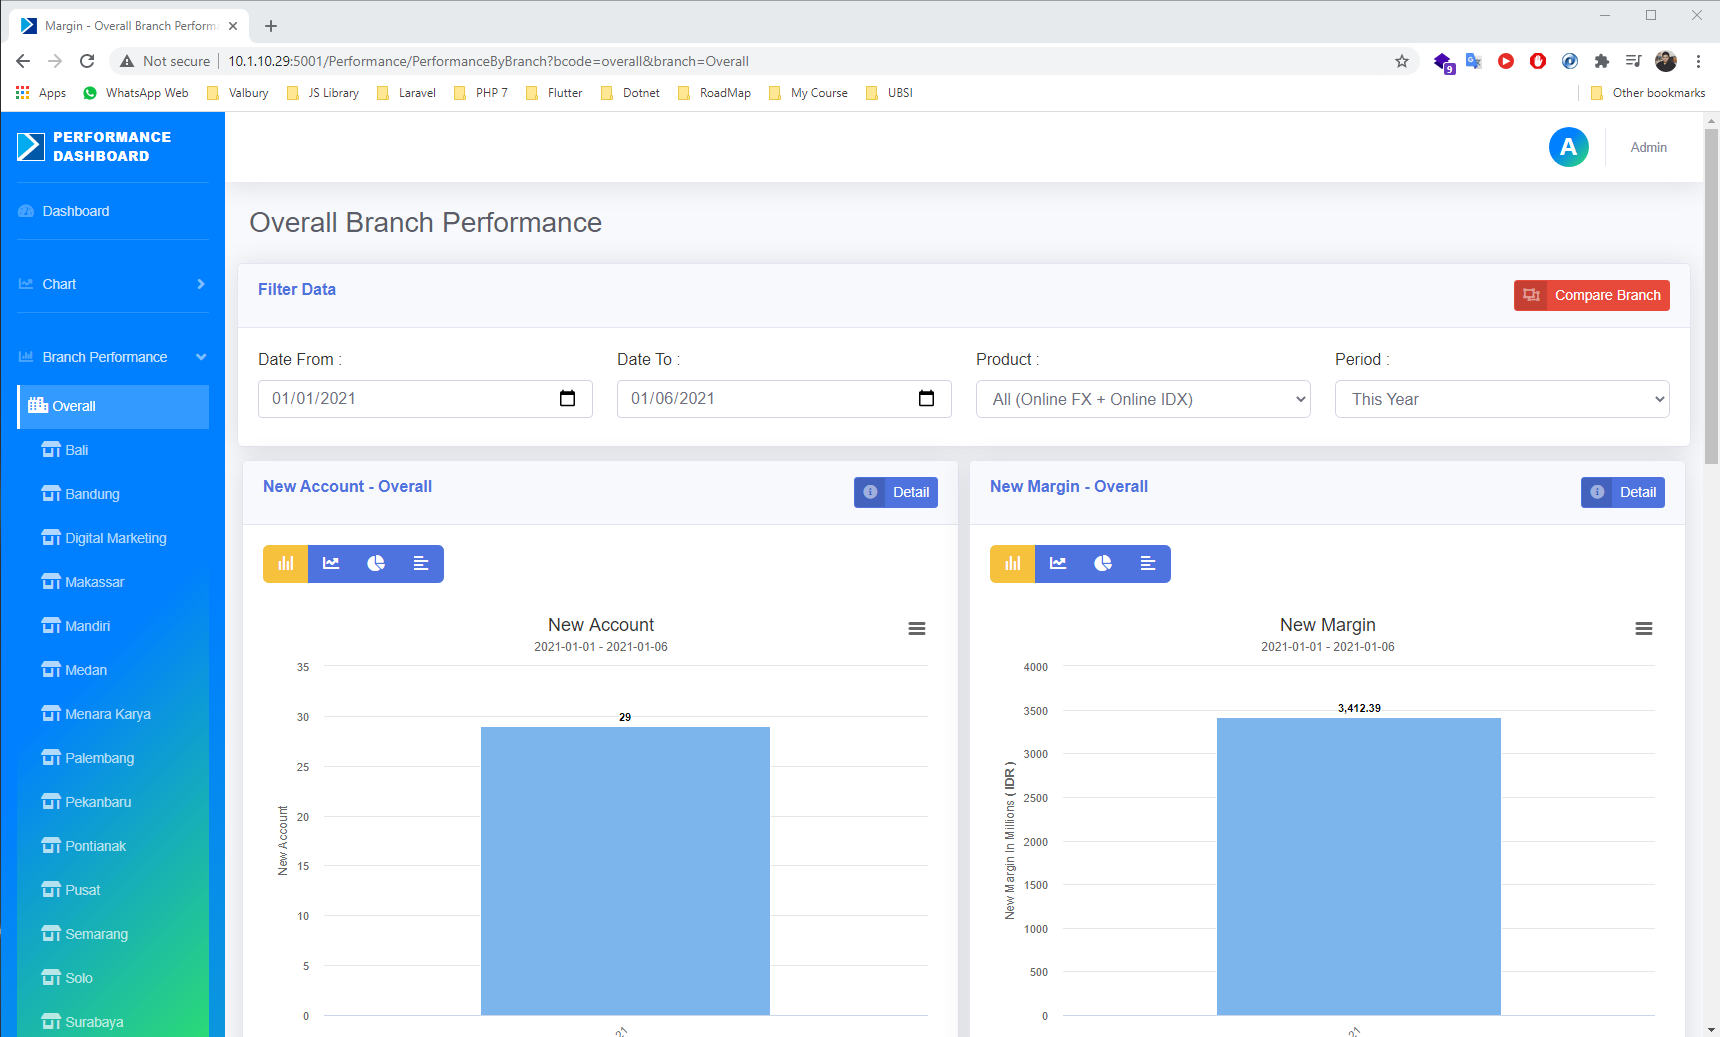 Margin - Overall Branch Perform
Not secure
10.1.10.29:5001/Performance/PerformanceByBranch?bcode=overall&branch=Overall
9
Apps
WhatsApp Web
Valbury
JS Library
Laravel
PHP 7
Flutter
Dotnet
RoadMap
My Course
UBSI
Other bookmarks
PERFORMANCE
DASHBOARD
A
Admin
Dashboard
Chart
Branch Performance
Overall
Bali
Bandung
Digital Marketing
Makassar
Mandiri
Medan
Menara Karya
Palembang
Pekanbaru
Pontianak
Pusat
Semarang
Solo
Surabaya
Overall Branch Performance
Filter Data
Compare Branch
Date From :
Date To :
Product :
Period :
01/01/2021
01/06/2021
All (Online FX + Online IDX)
This Year
New Account - Overall
Detail
New Account
2021-01-01 - 2021-01-06
35
30
25
20
15
10
5
0
New Account
29
21
New Margin - Overall
Detail
New Margin
2021-01-01 - 2021-01-06
4000
3500
3000
2500
2000
1500
1000
500
0
New Margin In Millions ( IDR )
3,412.39
21